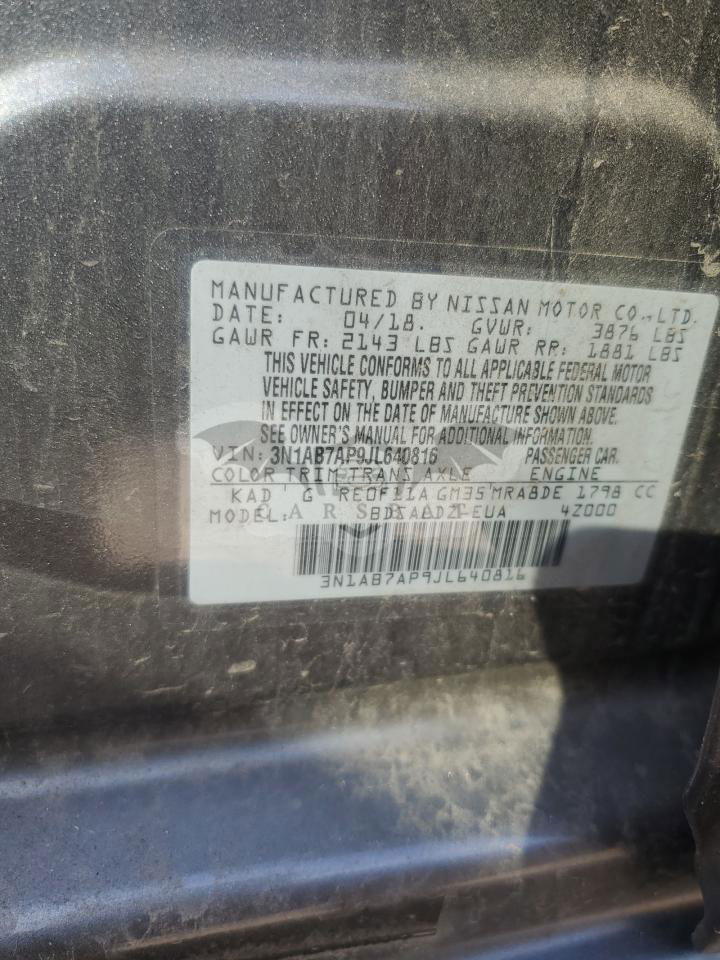 MANUFACTURED BY NISSAN MOTOR CO.,LTD.
DATE: 04/18. GVWR: 3876 LBS
GAWR FR: 2143 LBS GAWR RR: 1881 LBS
THIS VEHICLE CONFORMS TO ALL APPLICABLE FEDERAL MOTOR
VEHICLE SAFETY, BUMPER AND THEFT PREVENTION STANDARDS
IN EFFECT ON THE DATE OF MANUFACTURE SHOWN ABOVE.
SEE OWNER'S MANUAL FOR ADDITIONAL INFORMATION.
VIN: 3N1AB7AP9JL640816 PASSENGER CAR.
COLOR TRIM TRANS AXLE ENGINE
KAD G RE0F11A GM35 MRA8DE 1798 CC
MODEL: 4Z000
3N1AB7AP9JL640816